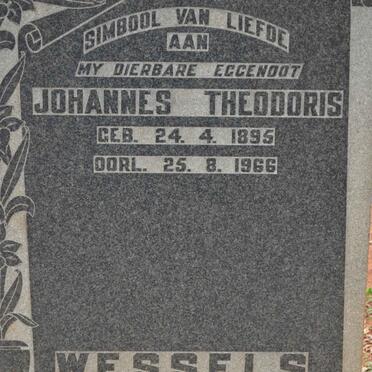 SIMBOOL VAN LIEFDE
AAN
MY DIERBARE EGGENOOT
JOHANNES THEODORIS
GEB. 24. 4. 1895
OORL. 25. 8. 1966
WESSELS